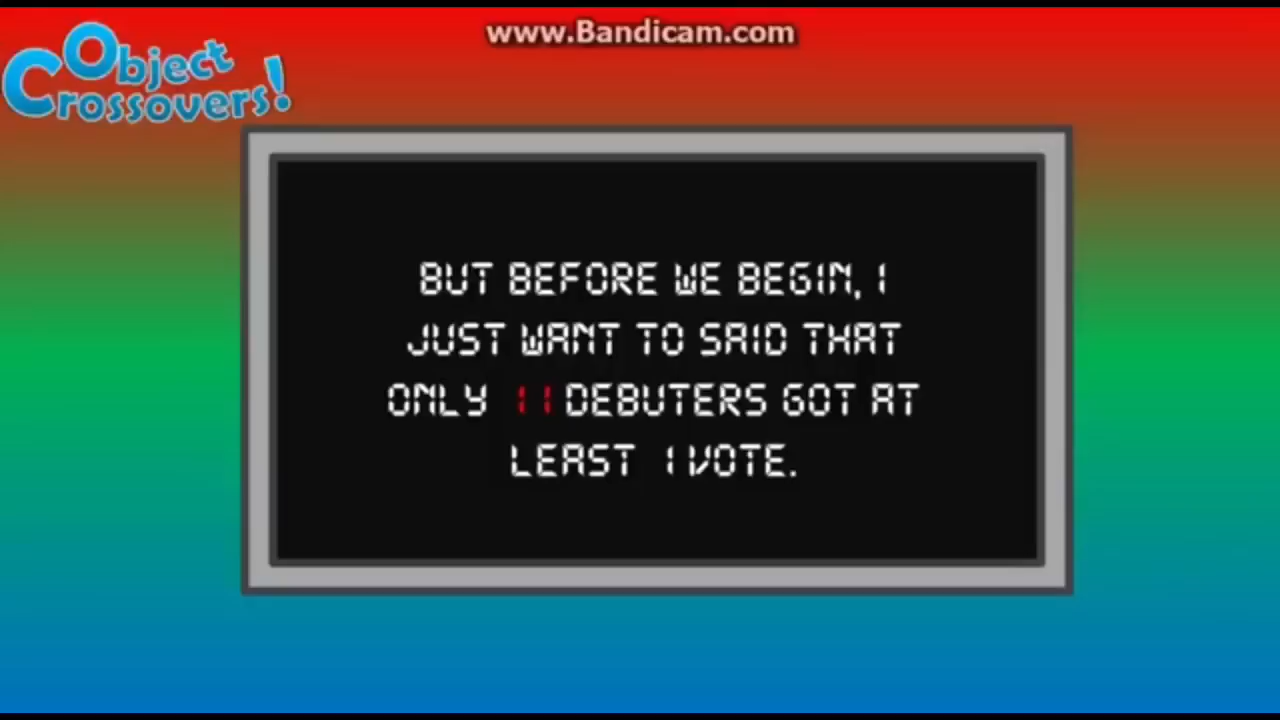 www.Bandicam.com
Object
Crossovers!
BUT BEFORE WE BEGIN, I
JUST WANT TO SAID THAT
ONLY 11 DEBUTERS GOT AT
LEAST 1 VOTE.